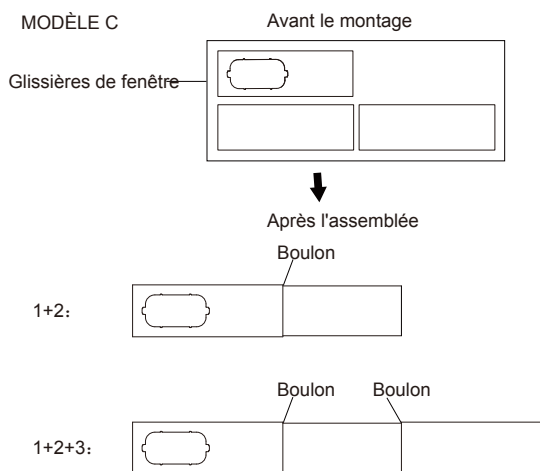 MODÈLE C
Avant le montage
Glissières de fenêtre
Après l'assemblée
Boulon
1+2:
Boulon Boulon
1+2+3: